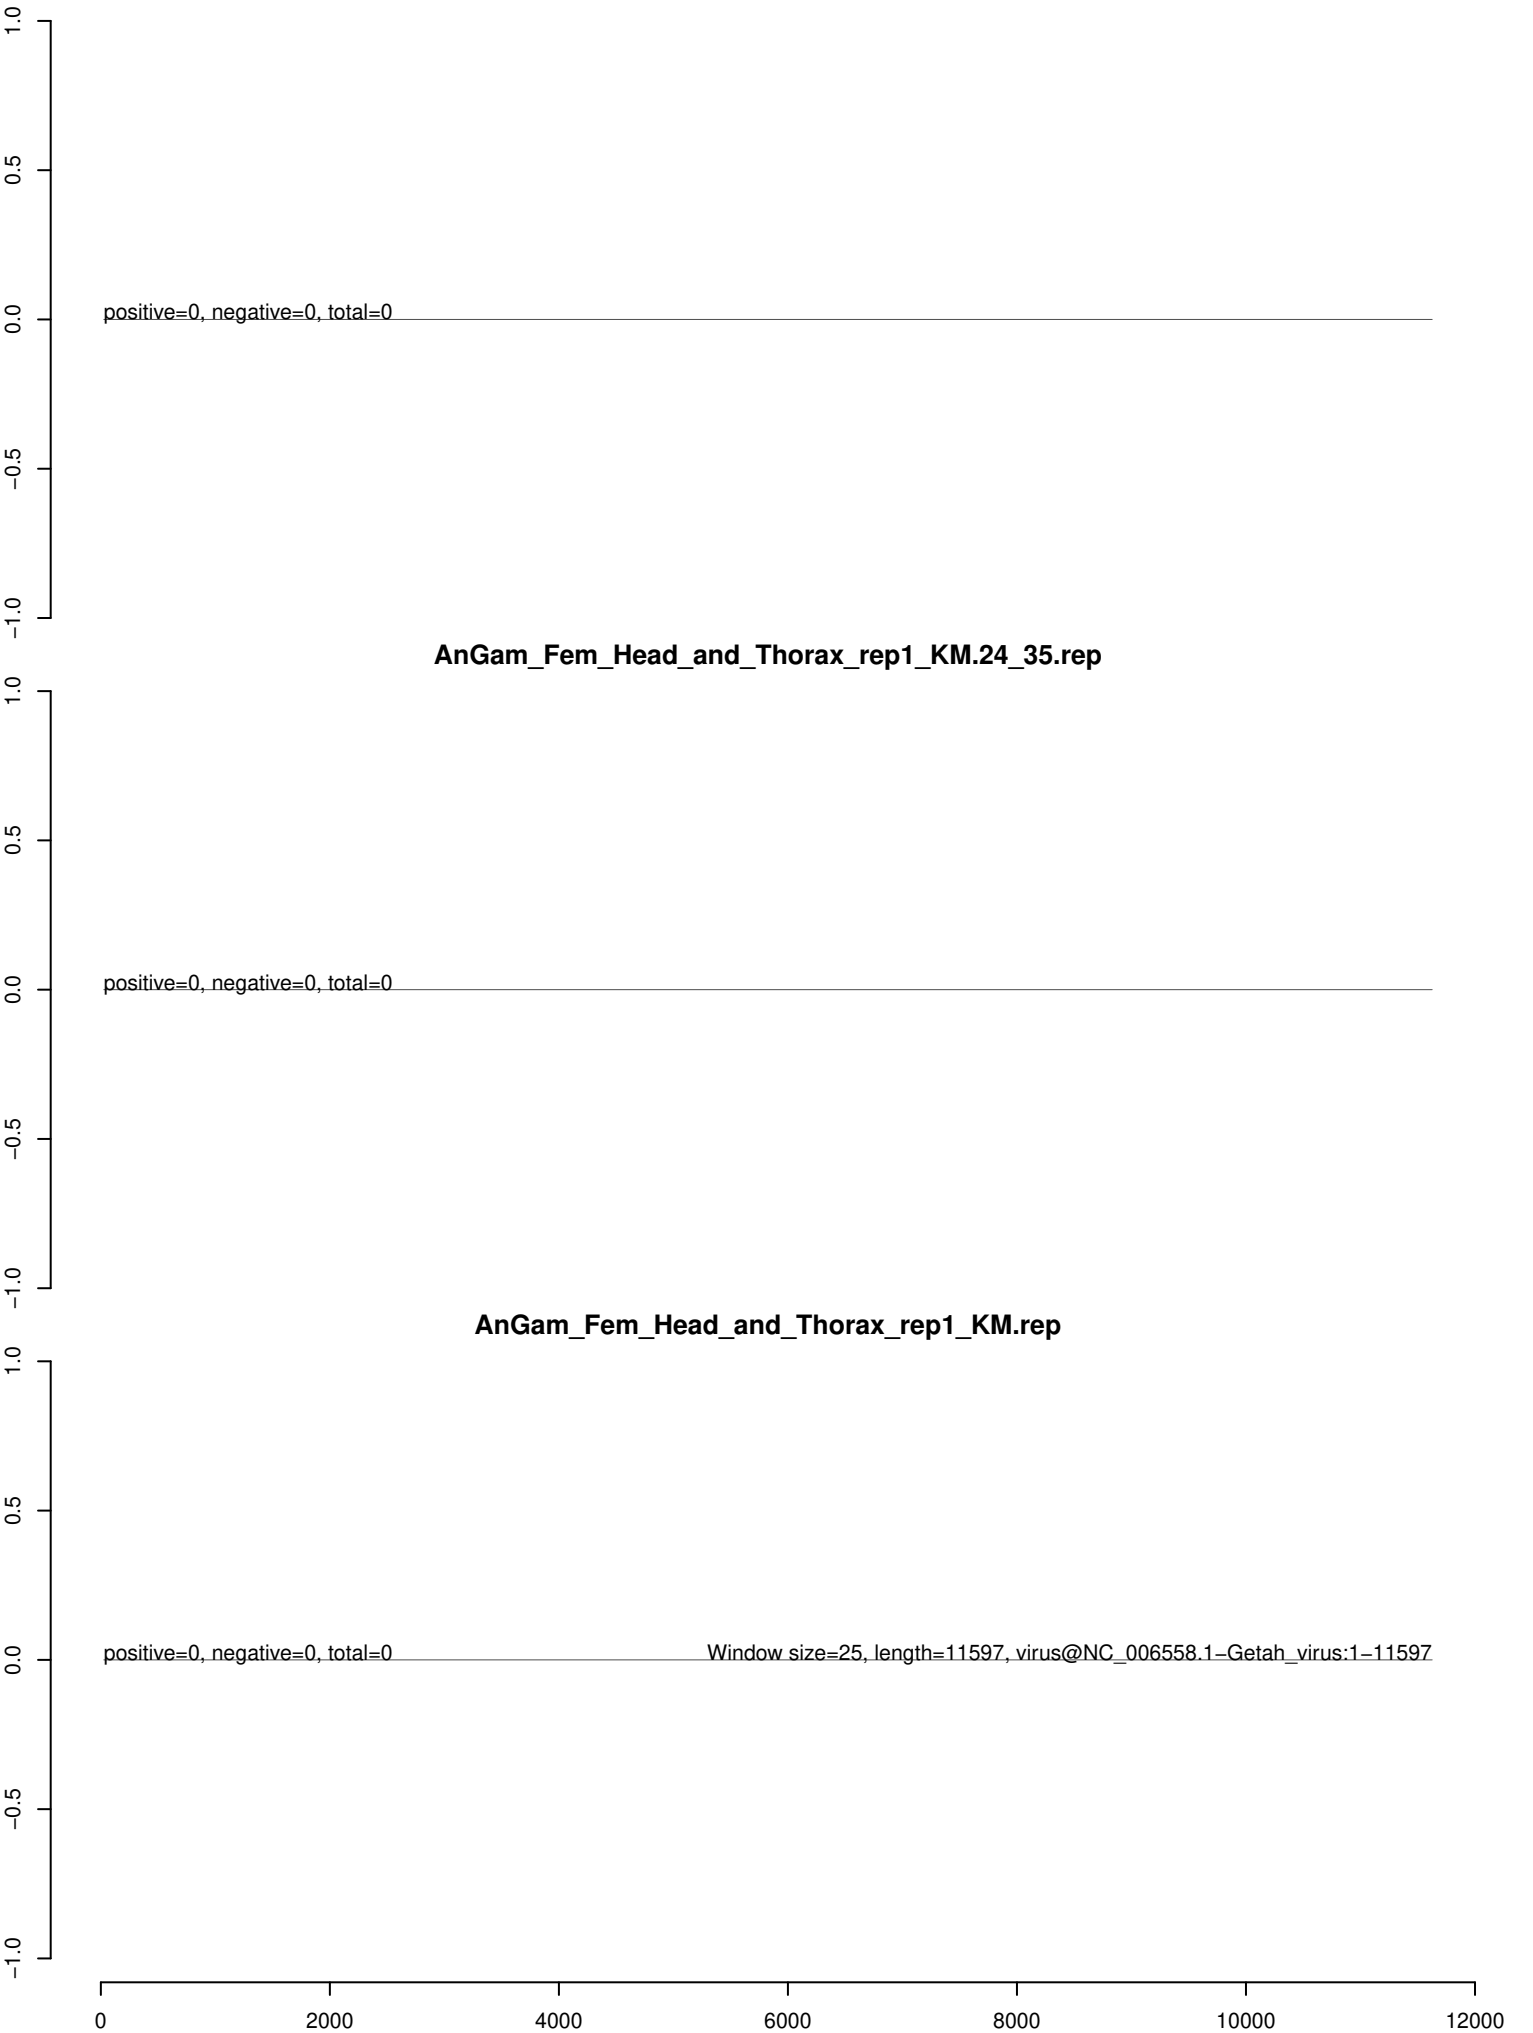 1.0
0.5
0.0
−0.5
−1.0
positive=0, negative=0, total=0
AnGam_Fem_Head_and_Thorax_rep1_KM.24_35.rep
1.0
0.5
0.0
−0.5
−1.0
positive=0, negative=0, total=0
AnGam_Fem_Head_and_Thorax_rep1_KM.rep
1.0
0.5
0.0
−0.5
−1.0
positive=0, negative=0, total=0
Window size=25, length=11597, virus@NC_006558.1−Getah_virus:1−11597
0 2000 4000 6000 8000 10000 12000